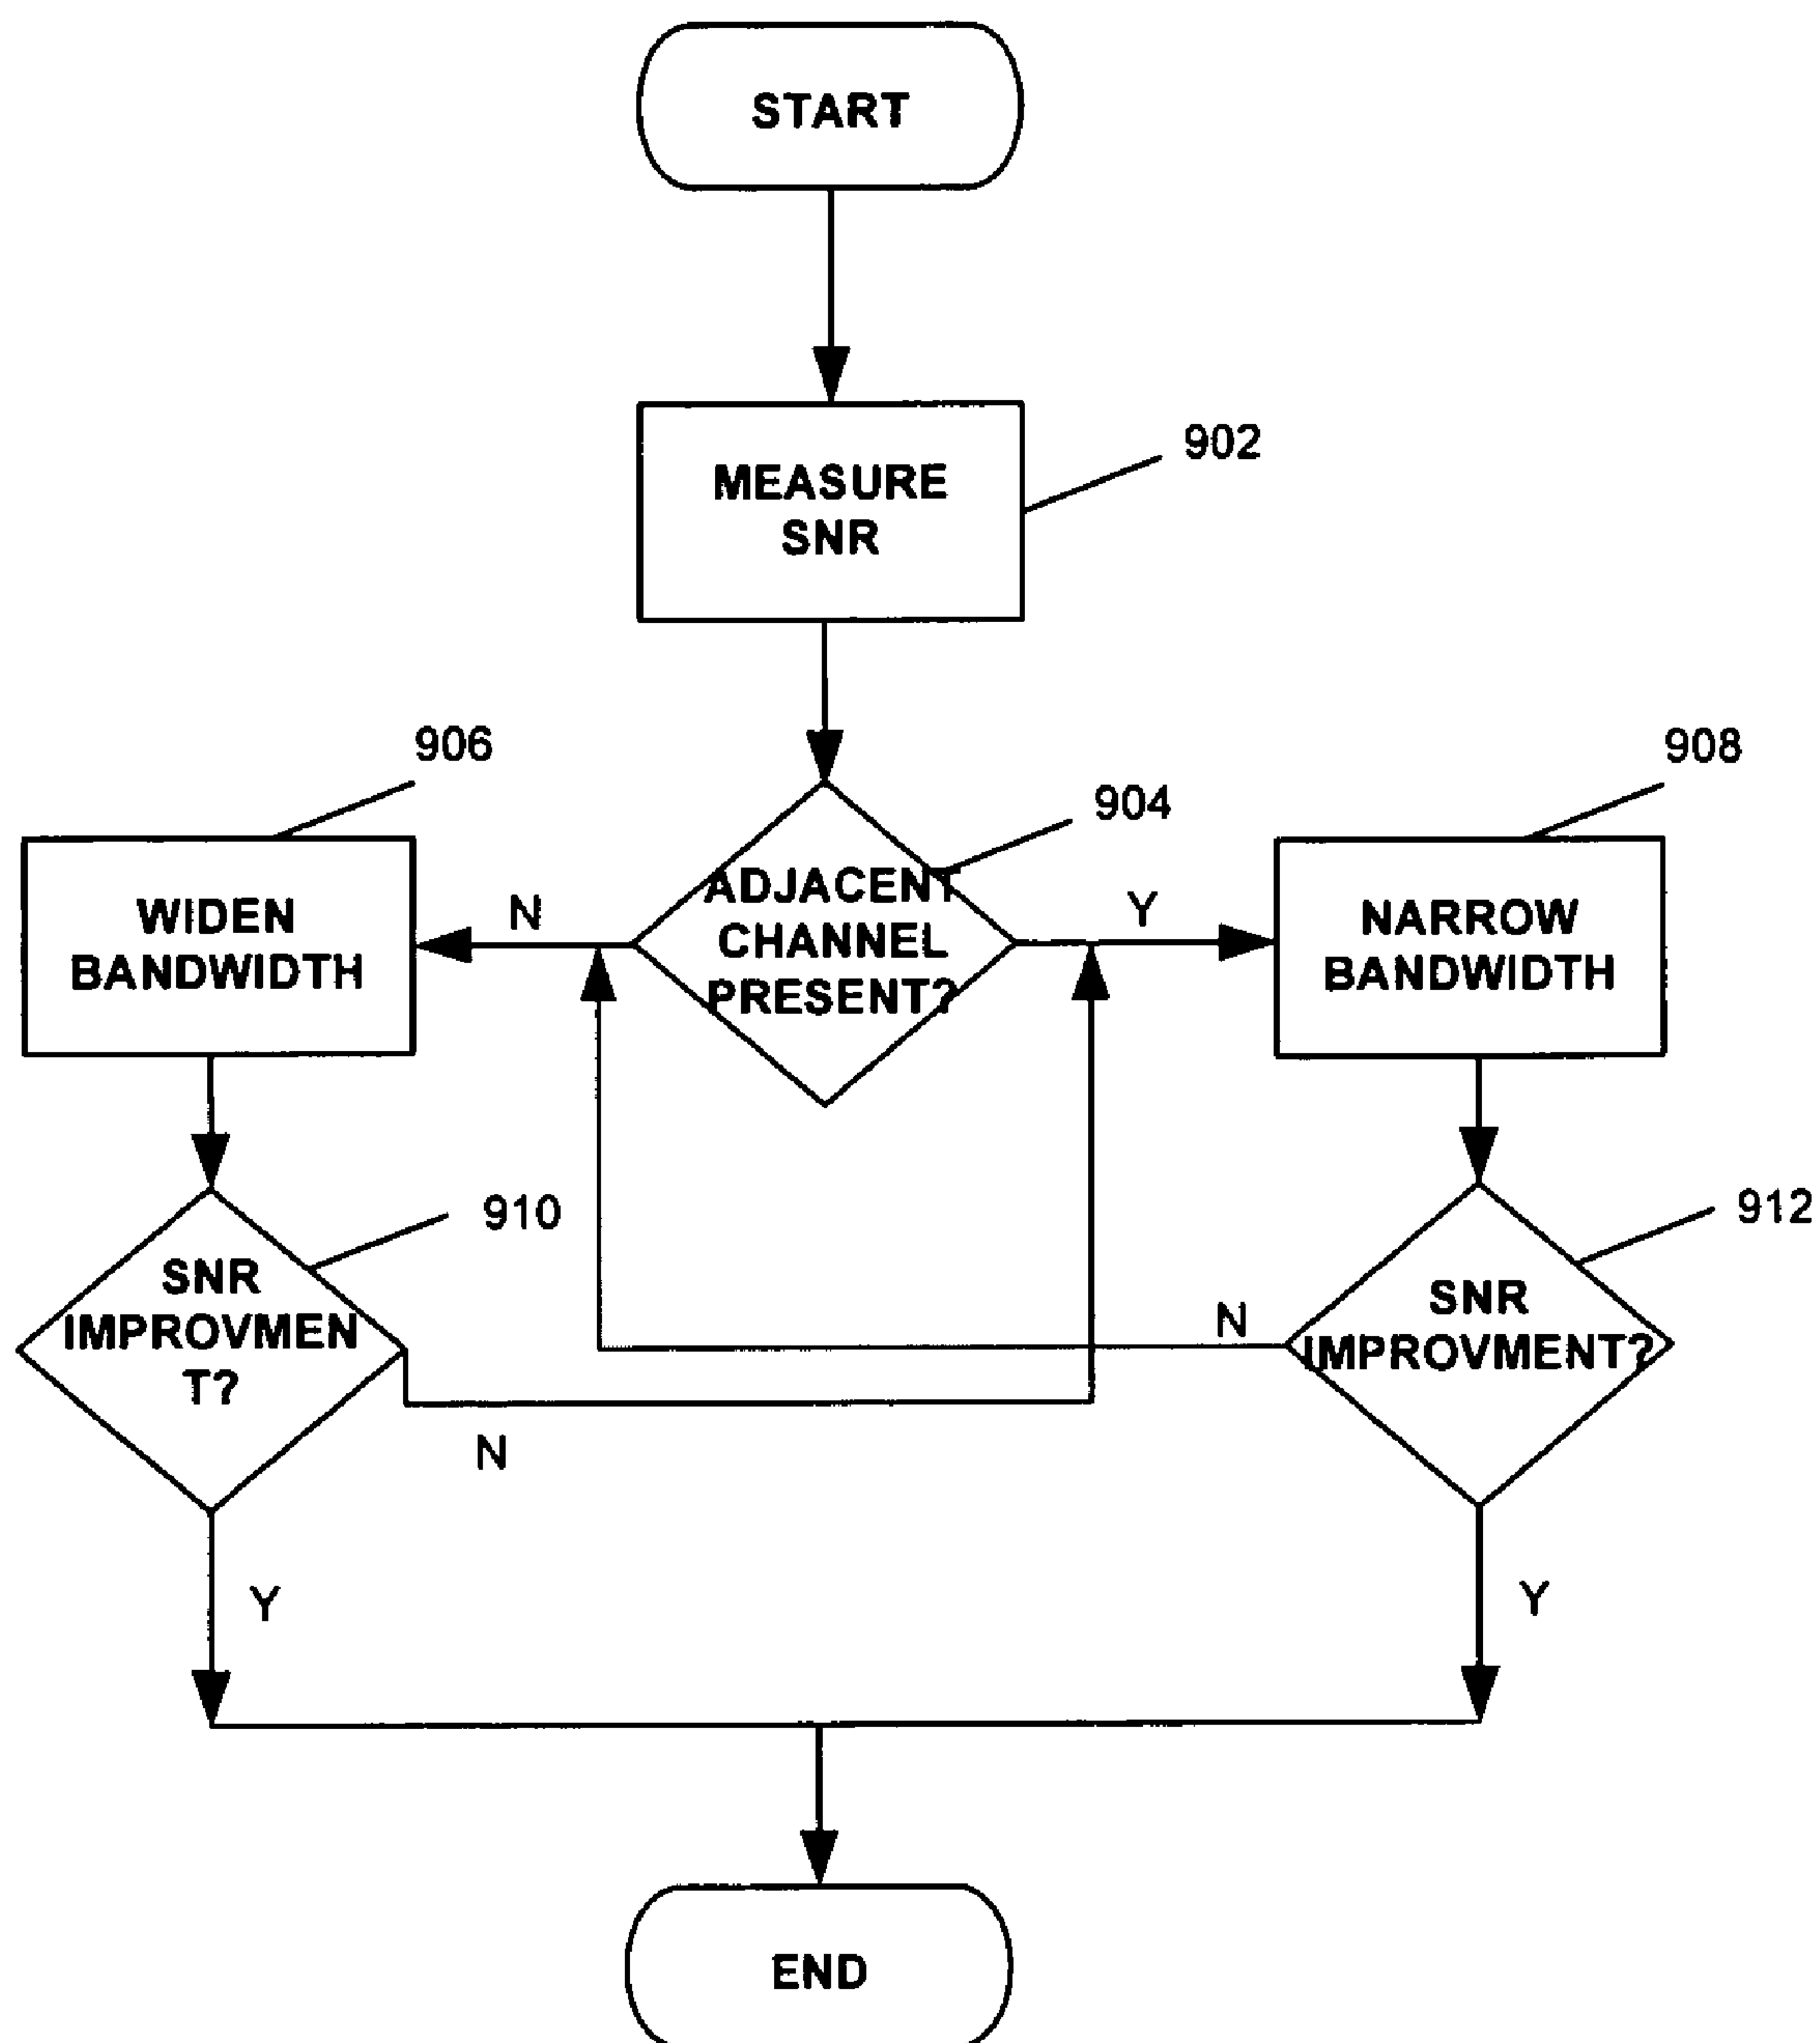 START
MEASURE
SNR
902
906
908
904
WIDEN
BANDWIDTH
N
ADJACENT
CHANNEL
PRESENT?
Y
NARROW
BANDWIDTH
910
912
SNR
IMPROVMEN
T?
N
SNR
IMPROVMENT?
N
Y
Y
END